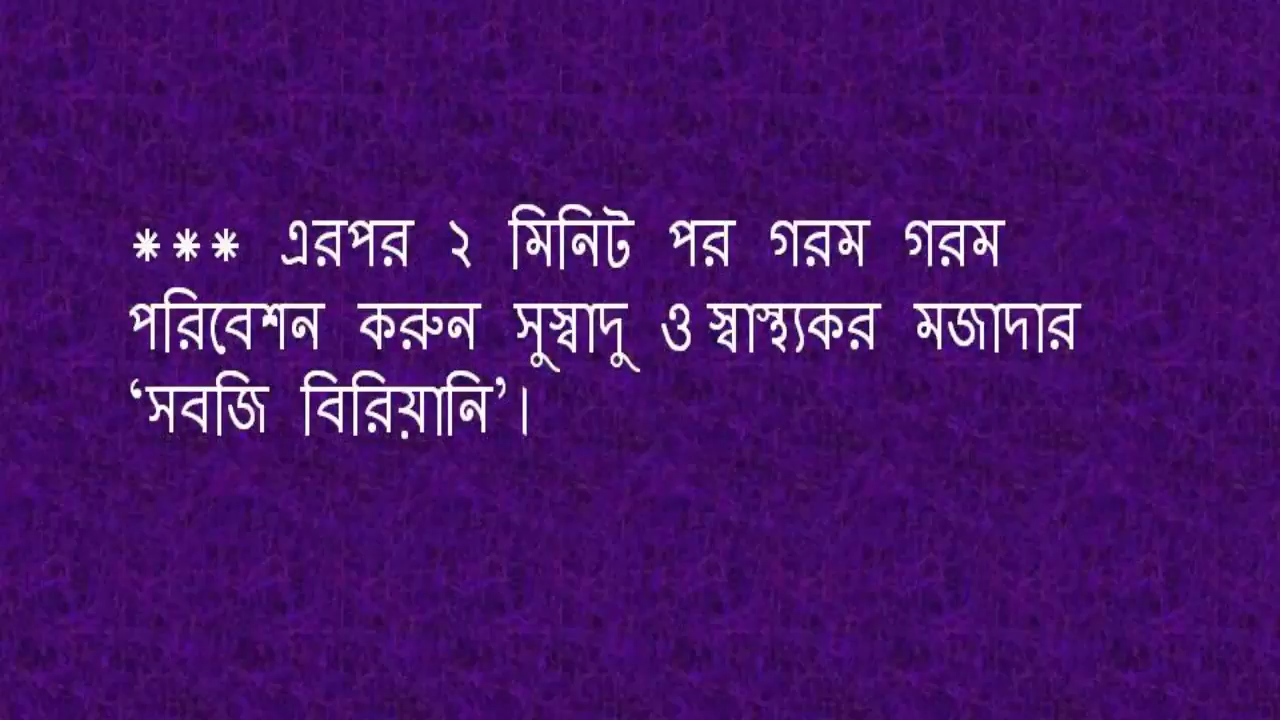 *** এরপর ২ মিনিট পর গরম গরম
পরিবেশন করুন সুস্বাদু ও স্বাস্থ্যকর মজাদার
‘সবজি বিরিয়ানি’।